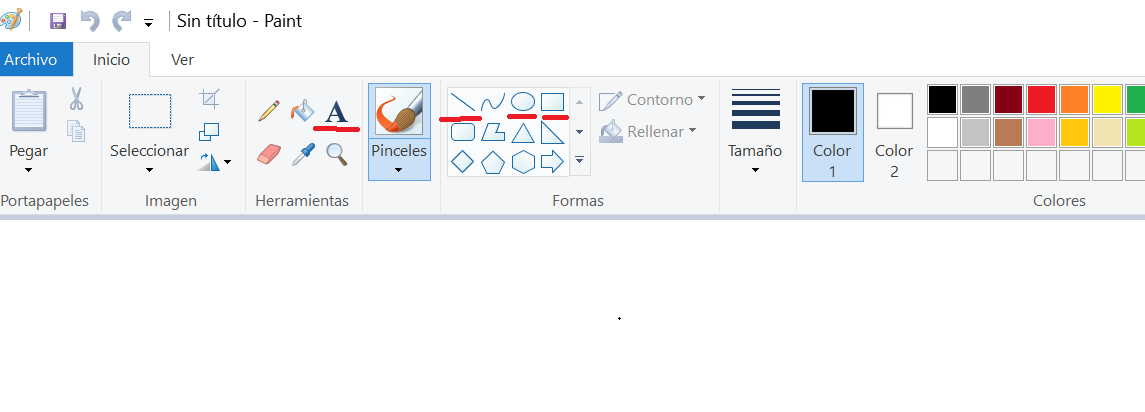 Sin título - Paint
Archivo Inicio Ver
A
Contorno
Rellenar
Pegar Seleccionar Pinceles Tamaño Color 1 Color 2
Portapapeles Imagen Herramientas Formas Colores